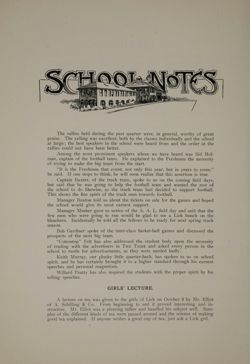 SCHOOL NOTES
The rallies held during the past quarter were, in general, worthy of great
praise. The yelling was excellent, both by the classes individually and the school
at large; the best speakers in the school were heard from and the order at the
rallies could not have been better.
Among the most prominent speakers whom we have heard was Sid Hol-
man, captain of the football team. He explained to the Freshmen the necessity
of trying to make the big team from the start.
"It is the Freshmen that count, not only this year, but in years to come,"
he said. If one stops to think, he will soon realize that this assertion is true.
Captain Easter, of the track team, spoke to us on the coming field days,
but said that he was going to help the football team and wanted the rest of
the school to do likewise, as the track team had decided to support football.
This shows the fine spirit of the track men towards football.
Manager Boston told us about the tickets on sale for the games and hoped
the school would give its most earnest support.
Manager Musker gave us notice of the S. A. L. field day and said that the
few men who were going to run would be glad to see a Lick bunch on the
bleachers. Incidentally he told all the fellows to be ready for next spring track
season.
Bob Gardner spoke of the inter-class basket-ball games and discussed the
prospects of the next big team.
"Connemy" Felt has also addressed the student body upon the necessity
of trading with the advertisers in The Tiger and asked every person in the
school to rustle for advertisements, as they were needed badly.
Keith Murray, our plucky little quarter-back, has spoken to us on school
spirit, and he has certainly brought it to a higher standard through his earnest
speeches and personal magnetism.
Willard Beatty has also inspired the students with the proper spirit by his
yelling speeches.
GIRLS' LECTURE.
A lecture on tea was given to the girls of Lick on October 8 by Mr. Elliot
of A. Schilling & Co. From beginning to end it proved interesting and in-
structive. Mr. Elliot was a pleasing talker and handled his subject well. Sam-
ples of the different kinds of tea were passed around and the science of making
good tea explained. If anyone wishes a good cup of tea, just ask a Lick girl.